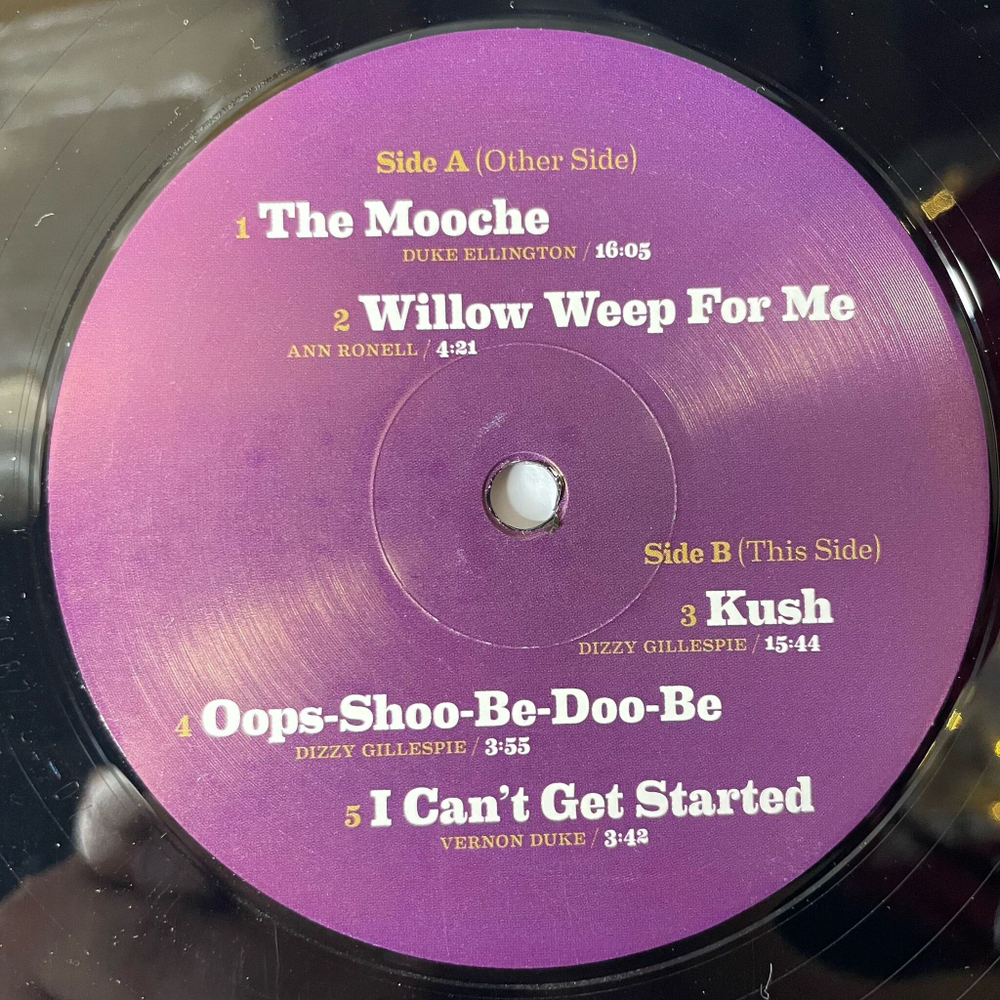 Side A (Other Side)
1 The Mooche
DUKE ELLINGTON / 16:05
2 Willow Weep For Me
ANN RONELL / 4:21
Side B (This Side)
3 Kush
DIZZY GILLESPIE / 15:44
4 Oops-Shoo-Be-Doo-Be
DIZZY GILLESPIE / 3:55
5 I Can't Get Started
VERNON DUKE / 3:42